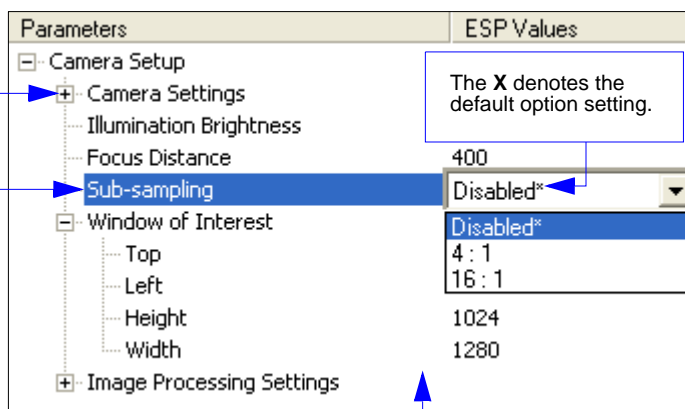 Parameters ESP Values
Camera Setup
The X denotes the
default option setting.
Camera Settings
Illumination Brightness
Focus Distance 400
Sub-sampling Disabled*
Window of Interest Disabled*
Top 4 : 1
Left 16 : 1
Height 1024
Width 1280
Image Processing Settings